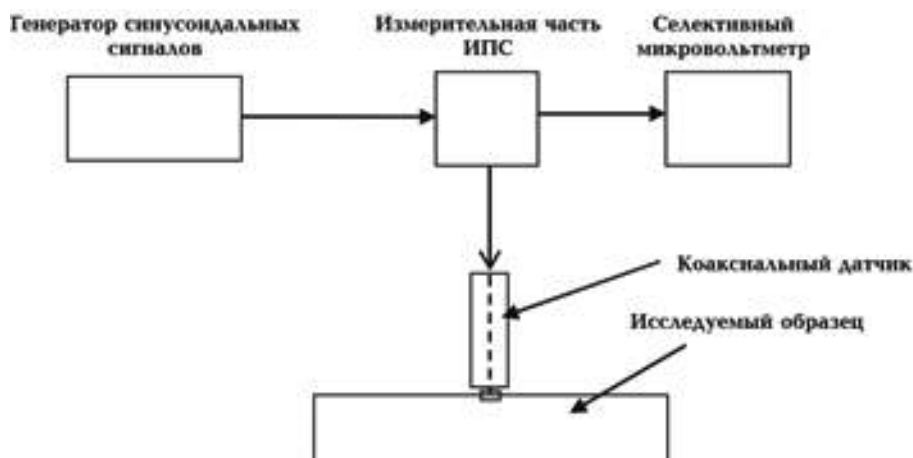 Генератор синусоидальных
сигналов
Измерительная часть
ИПС
Селективный
микровольтметр
Коаксиальный датчик
Исследуемый образец